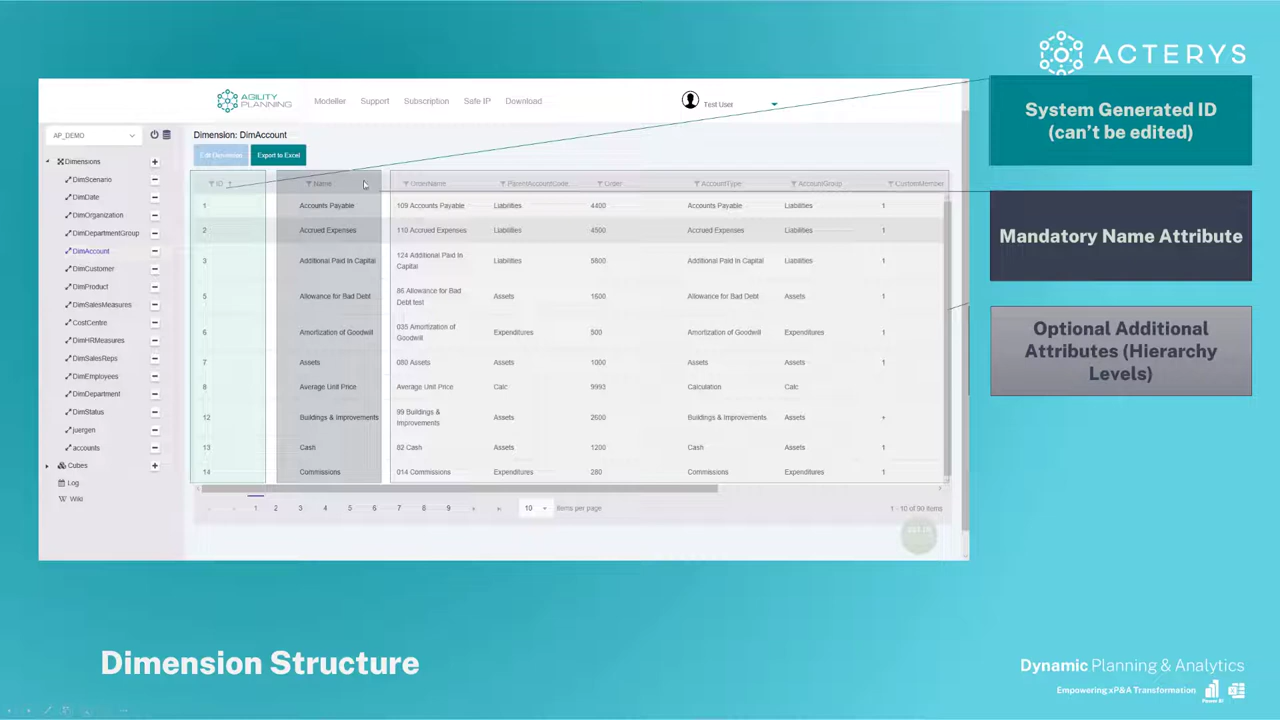 ACTERYS
System Generated ID
(can't be edited)
Mandatory Name Attribute
Optional Additional
Attributes (Hierarchy
Levels)
AGILITY
PLANNING
Modeller Support Subscription Safe IP Download
Test User
AP_DEMO
Dimensions
DimScenario
DimDate
DimOrganization
DimDepartmentGroup
DimAccount
DimCustomer
DimProduct
DimSalesMeasures
CostCentre
DimHRMeasures
DimSalesReps
DimEmployees
DimDepartment
DimStatus
juergen
accounts
Cubes
Log
Wiki
Dimension: DimAccount
Edit Dimension Export to Excel
ID Name OrderName ParentAccountCode Order AccountType AccountGroup CustomMember
1 Accounts Payable 109 Accounts Payable Liabilities 4400 Accounts Payable Liabilities 1
2 Accrued Expenses 110 Accrued Expenses Liabilities 4500 Accrued Expenses Liabilities 1
3 Additional Paid In Capital 124 Additional Paid In
Capital Liabilities 5800 Additional Paid In Capital Liabilities 1
5 Allowance for Bad Debt 86 Allowance for Bad
Debt test Assets 1600 Allowance for Bad Debt Assets 1
6 Amortization of Goodwill 035 Amortization of
Goodwill Expenditures 500 Amortization of Goodwill Expenditures 1
7 Assets 080 Assets Assets 1000 Assets Assets 1
8 Average Unit Price Average Unit Price Calc 9993 Calculation Calc
12 Buildings & Improvements 99 Buildings &
Improvements Assets 2600 Buildings & Improvements Assets +
13 Cash 82 Cash Assets 1200 Cash Assets 1
14 Commissions 014 Commissions Expenditures 280 Commissions Expenditures 1
1 2 3 4 5 6 7 8 9 10 items per page 1 - 10 of 90 items
Dimension Structure
Dynamic Planning & Analytics
Empowering xP&A Transformation
Power BI